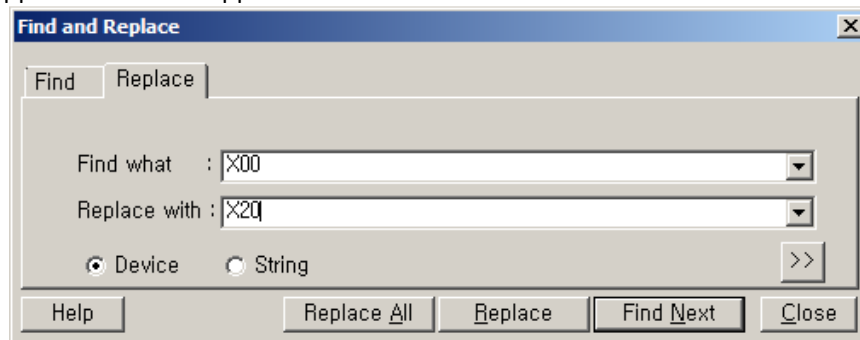 Find and Replace
Find Replace
Find what : X00
Replace with : X20
Device String >>
Help Replace All Replace Find Next Close